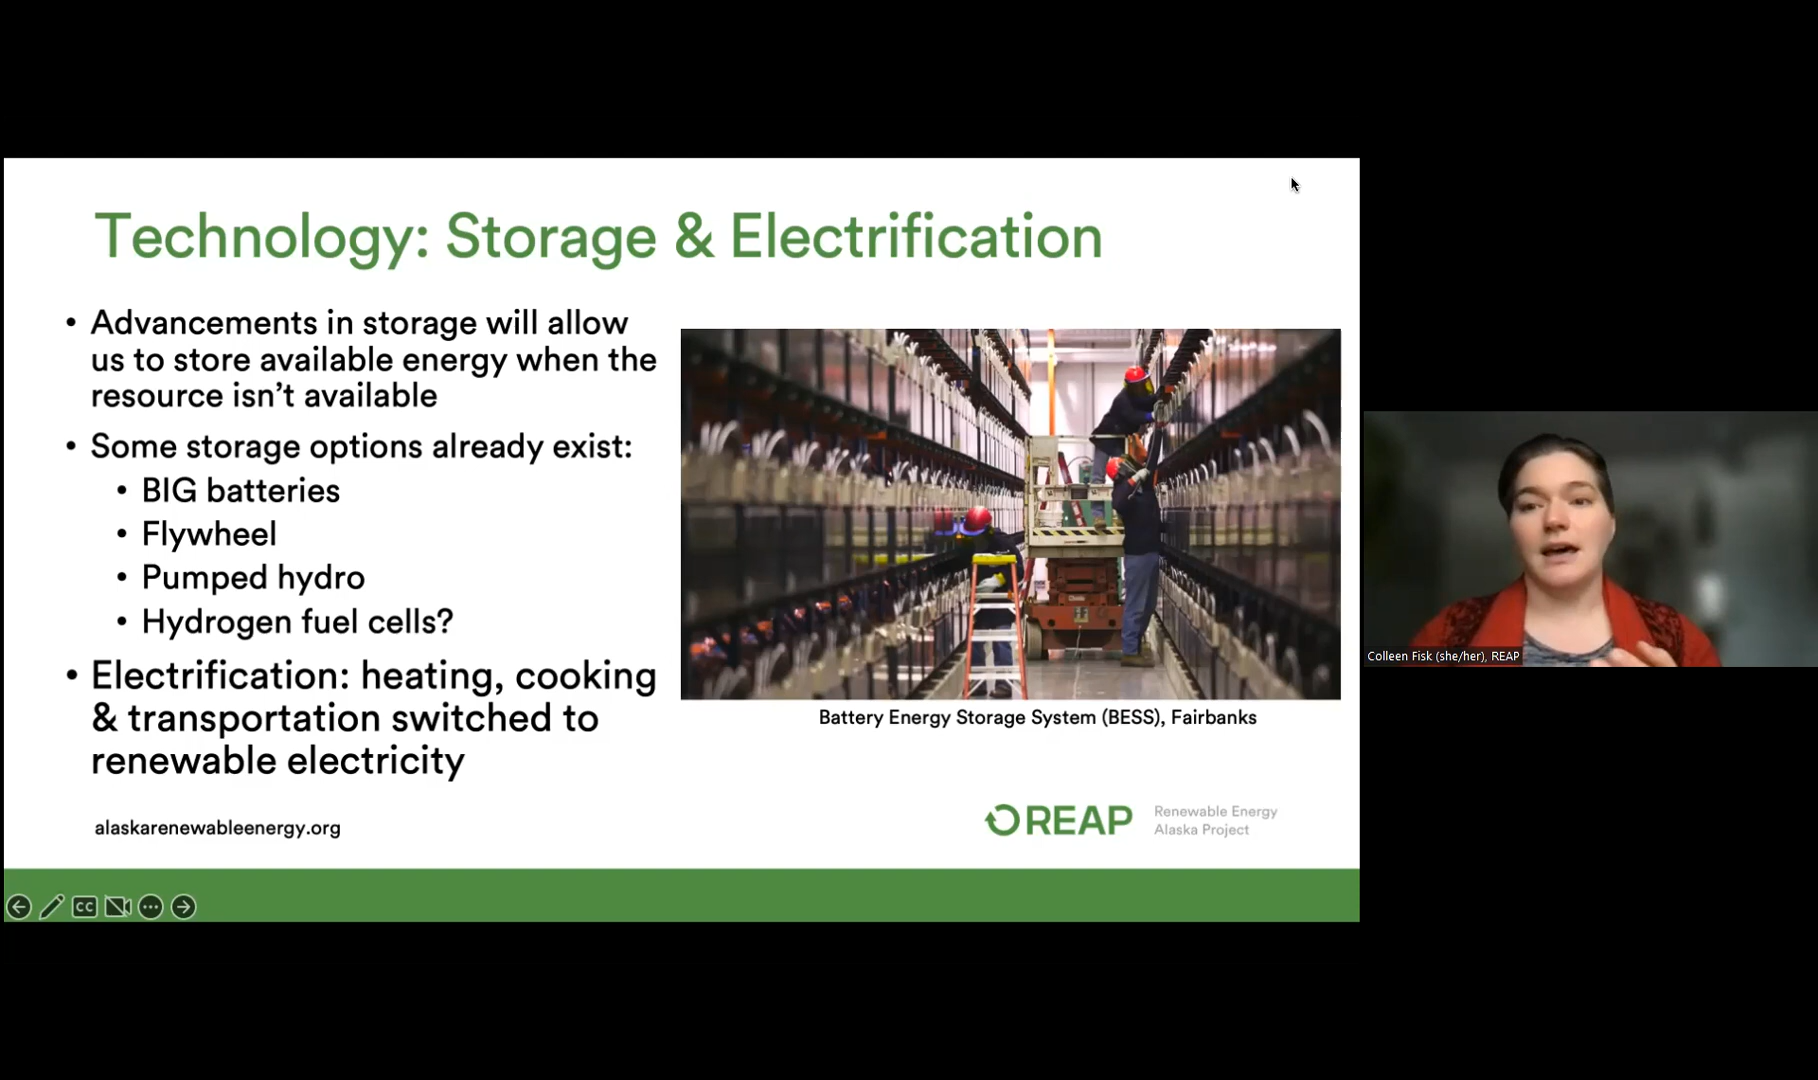 Technology: Storage & Electrification
• Advancements in storage will allow
us to store available energy when the
resource isn't available
• Some storage options already exist:
• BIG batteries
• Flywheel
• Pumped hydro
• Hydrogen fuel cells?
• Electrification: heating, cooking
& transportation switched to
renewable electricity
Battery Energy Storage System (BESS), Fairbanks
alaskarenewableenergy.org
REAP
Renewable Energy
Alaska Project
CC
Colleen Fisk (she/her), REAP